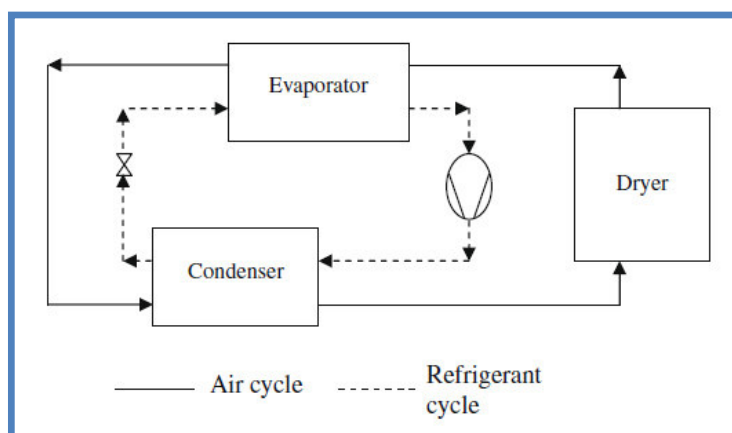 Evaporator
Dryer
Condenser
Air cycle
Refrigerant
cycle